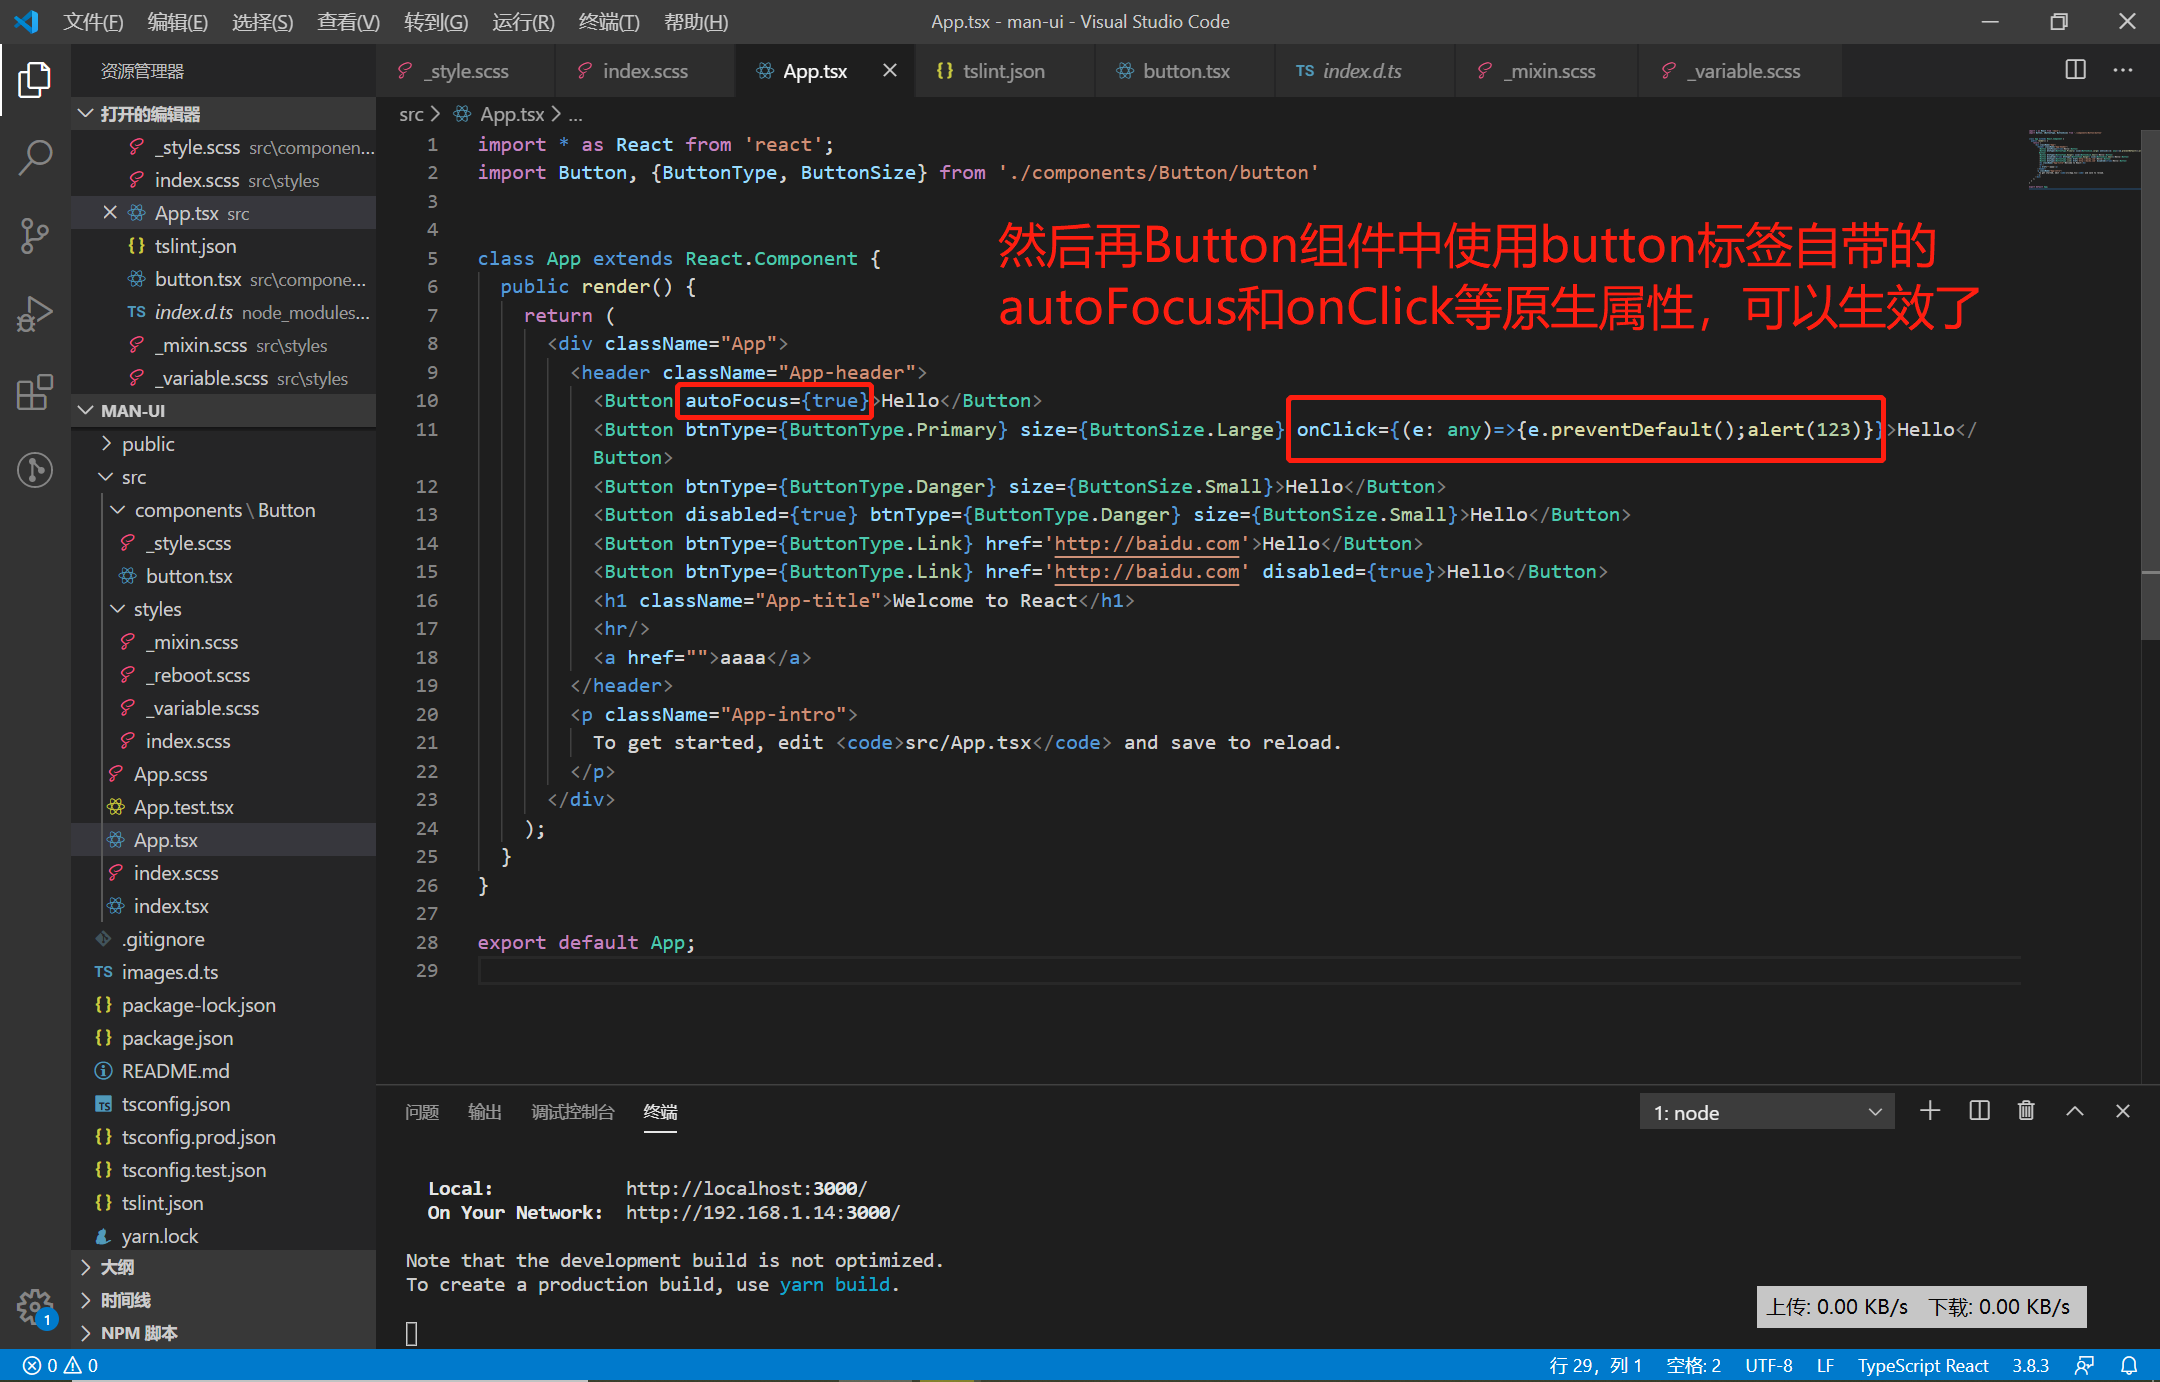 文件(F) 编辑(E) 选择(S) 查看(V) 转到(G) 运行(R) 终端(T) 帮助(H)
App.tsx - man-ui - Visual Studio Code
资源管理器
_style.scss index.scss App.tsx tslint.json button.tsx index.d.ts _mixin.scss _variable.scss
打开的编辑器
_style.scss src\componen...
index.scss src\styles
App.tsx src
tslint.json
button.tsx src\compone...
index.d.ts node_modules...
_mixin.scss src\styles
_variable.scss src\styles
MAN-UI
public
src
components \ Button
_style.scss
button.tsx
styles
_mixin.scss
_reboot.scss
_variable.scss
index.scss
App.scss
App.test.tsx
App.tsx
index.scss
index.tsx
.gitignore
images.d.ts
package-lock.json
package.json
README.md
tsconfig.json
tsconfig.prod.json
tsconfig.test.json
tslint.json
yarn.lock
大纲
时间线
NPM 脚本
src > App.tsx > ...
1 import * as React from 'react';
2 import Button, {ButtonType, ButtonSize} from './components/Button/button'
3
4
5 class App extends React.Component {
6 public render() {
7 return (
8 <div className="App">
9 <header className="App-header">
10 <Button autoFocus={true}>Hello</Button>
11 <Button btnType={ButtonType.Primary} size={ButtonSize.Large} onClick={(e: any)=>{e.preventDefault();alert(123)}}>Hello</
Button>
12 <Button btnType={ButtonType.Danger} size={ButtonSize.Small}>Hello</Button>
13 <Button disabled={true} btnType={ButtonType.Danger} size={ButtonSize.Small}>Hello</Button>
14 <Button btnType={ButtonType.Link} href='http://baidu.com'>Hello</Button>
15 <Button btnType={ButtonType.Link} href='http://baidu.com' disabled={true}>Hello</Button>
16 <h1 className="App-title">Welcome to React</h1>
17 <hr/>
18 <a href="">aaaa</a>
19 </header>
20 <p className="App-intro">
21 To get started, edit <code>src/App.tsx</code> and save to reload.
22 </p>
23 </div>
24 );
25 }
26 }
27
28 export default App;
29
然后再Button组件中使用button标签自带的
autoFocus和onClick等原生属性，可以生效了
问题 输出 调试控制台 终端
1: node
Local: http://localhost:3000/
On Your Network: http://192.168.1.14:3000/
Note that the development build is not optimized.
To create a production build, use yarn build.
上传: 0.00 KB/s 下载: 0.00 KB/s
1
0 0
行 29，列 1 空格: 2 UTF-8 LF TypeScript React 3.8.3